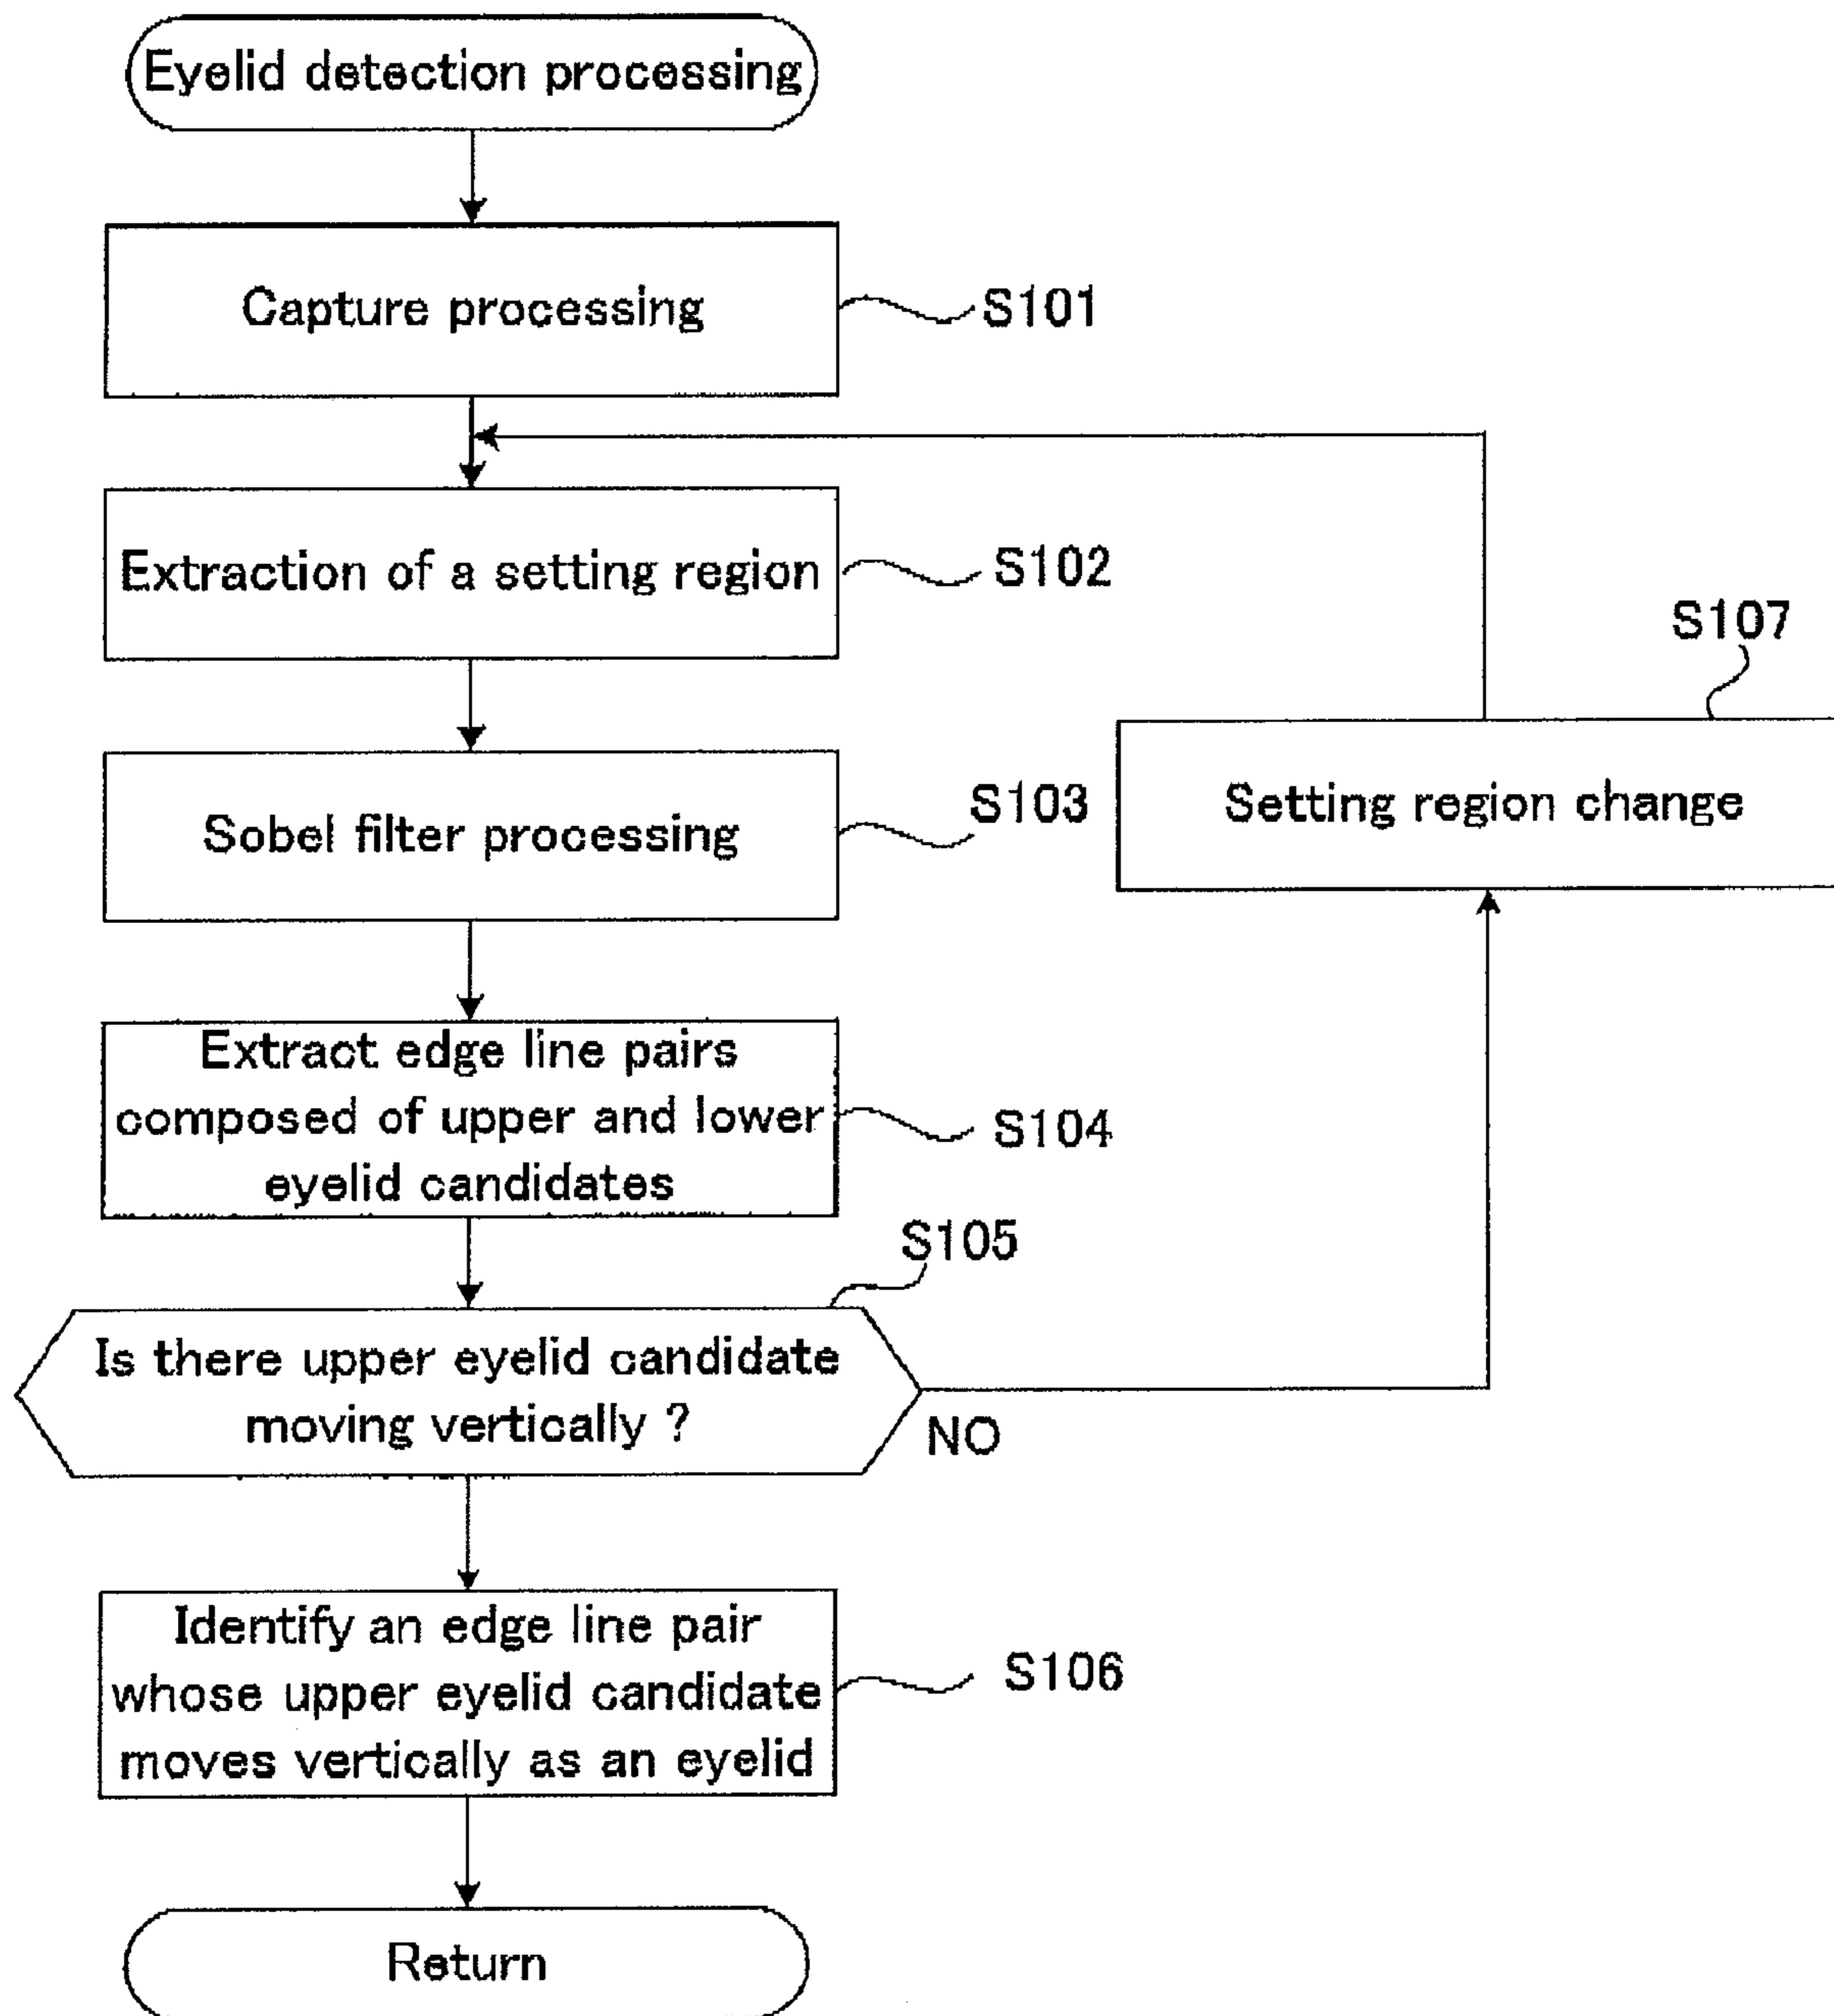 Eyelid detection processing
Capture processing
S101
Extraction of a setting region
S102
S107
Setting region change
Sobel filter processing
S103
Extract edge line pairs
composed of upper and lower
eyelid candidates
S104
S105
Is there upper eyelid candidate
moving vertically ?
NO
Identify an edge line pair
whose upper eyelid candidate
moves vertically as an eyelid
S106
Return